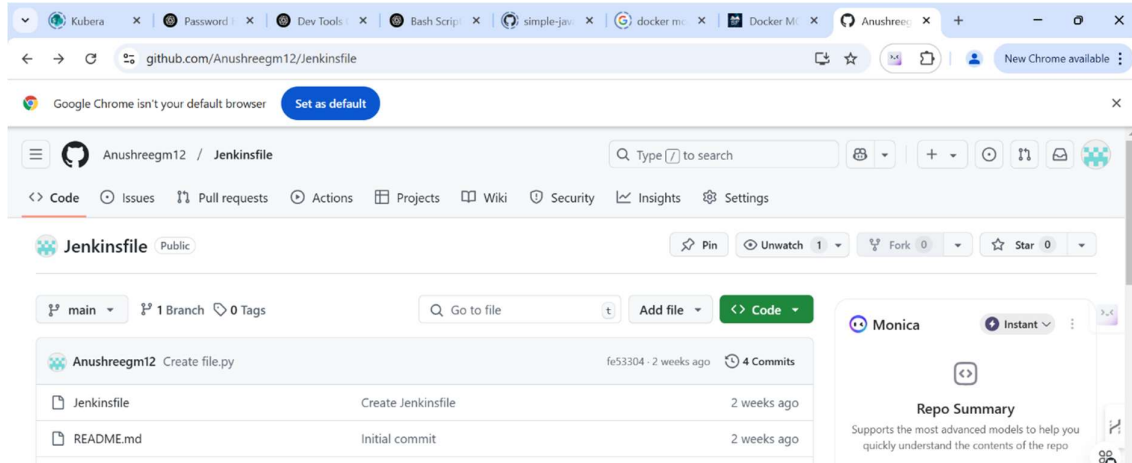 Kubera
Password
Dev Tools
Bash Script
simple-jav
docker mc
Docker MC
Anushreeg
github.com/Anushreegm12/Jenkinsfile
New Chrome available
Google Chrome isn't your default browser
Set as default
Anushreegm12 / Jenkinsfile
Type / to search
<> Code
Issues
Pull requests
Actions
Projects
Wiki
Security
Insights
Settings
Jenkinsfile Public
Pin
Unwatch 1
Fork 0
Star 0
main
1 Branch
0 Tags
Go to file
t
Add file
<> Code
Monica
Instant
Anushreegm12 Create file.py
fe53304 · 2 weeks ago
4 Commits
Jenkinsfile Create Jenkinsfile 2 weeks ago
README.md Initial commit 2 weeks ago
Repo Summary
Supports the most advanced models to help you
quickly understand the contents of the repo